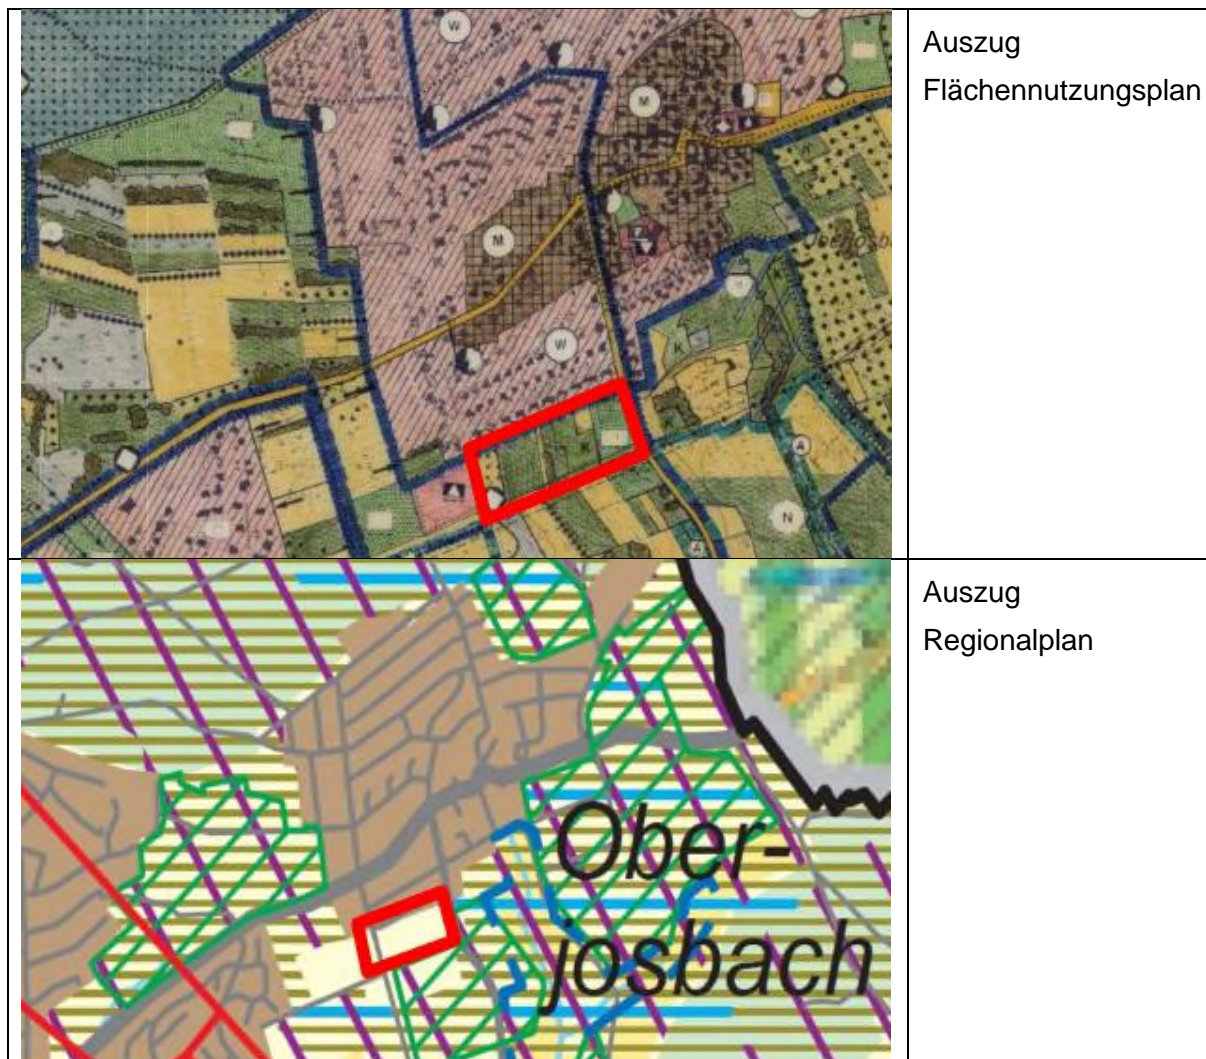 W
M
Auszug
Flächennutzungsplan
M
W
K
A
N
A
Auszug
Regionalplan
Ober-
josbach